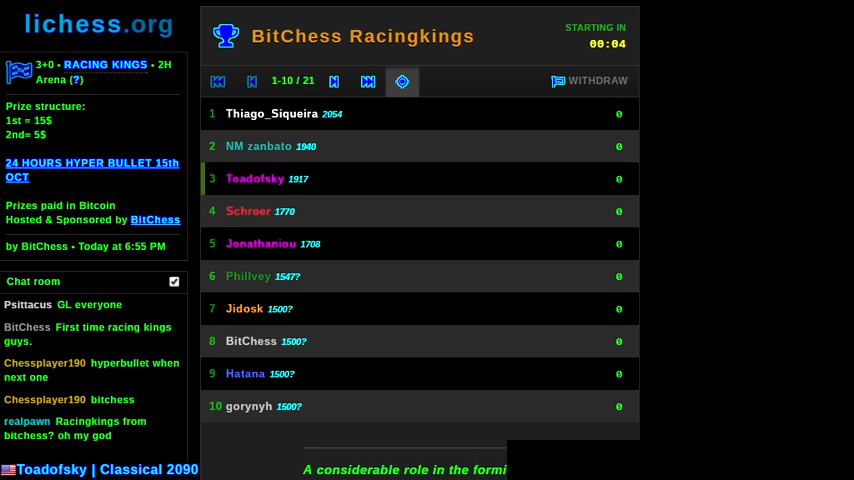 lichess.org
3+0 • RACING KINGS • 2H
Arena (?)
Prize structure:
1st = 15$
2nd= 5$
24 HOURS HYPER BULLET 15th
OCT
Prizes paid in Bitcoin
Hosted & Sponsored by BitChess
by BitChess • Today at 6:55 PM
Chat room
Psittacus GL everyone
BitChess First time racing kings
guys.
Chessplayer190 hyperbullet when
next one
Chessplayer190 bitchess
realpawn Racingkings from
bitchess? oh my god
Toadofsky | Classical 2090
BitChess Racingkings
STARTING IN
00:04
1-10 / 21
WITHDRAW
1 Thiago_Siqueira 2054 0
2 NM zanbato 1940 0
3 Toadofsky 1917 0
4 Schroer 1770 0
5 Jonathaniou 1708 0
6 Phillvey 1547? 0
7 Jidosk 1500? 0
8 BitChess 1500? 0
9 Hatana 1500? 0
10 gorynyh 1500? 0
A considerable role in the formi